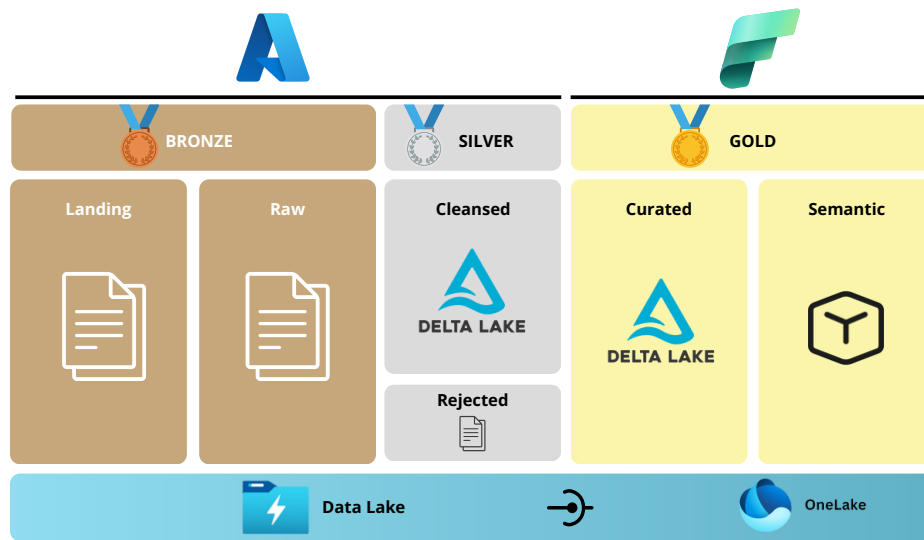 BRONZE
SILVER
GOLD
Landing
Raw
Cleansed
DELTA LAKE
Rejected
Curated
DELTA LAKE
Semantic
Data Lake
OneLake